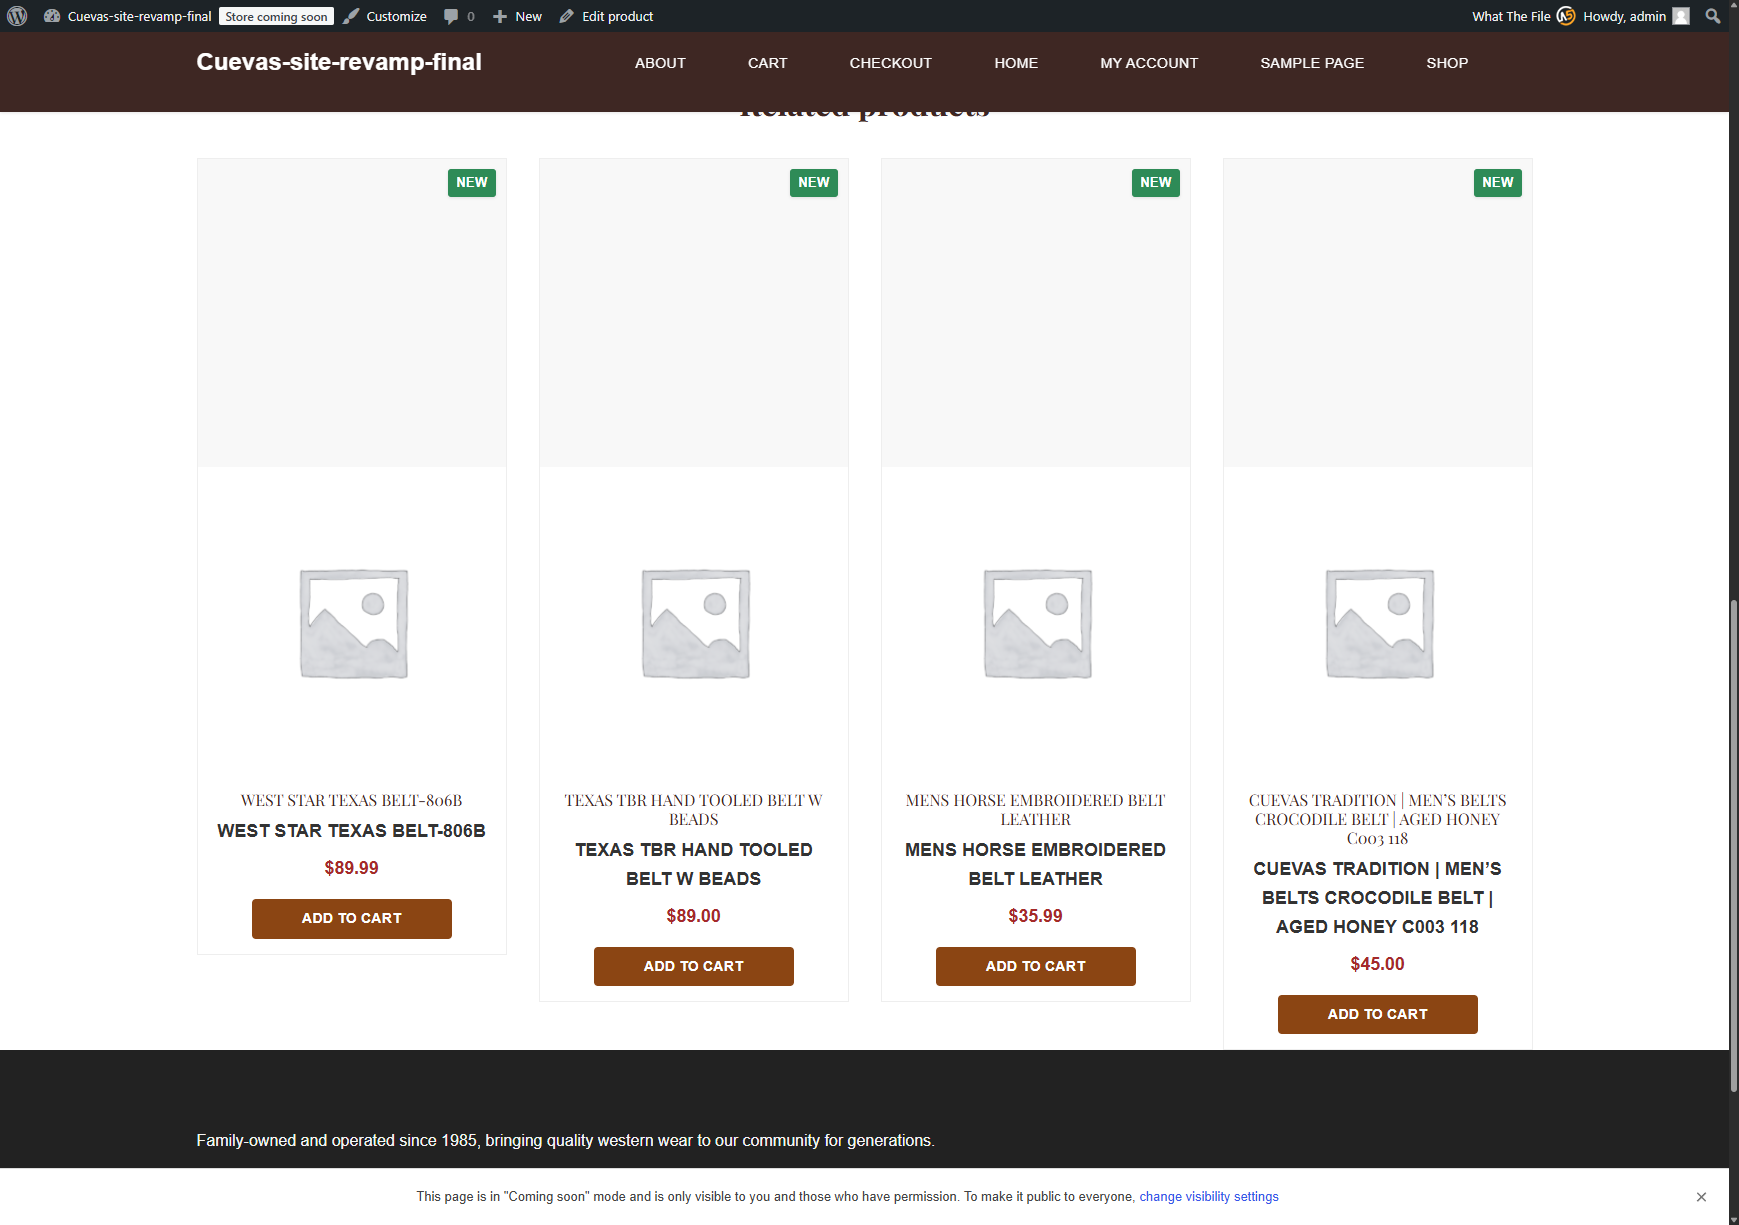 Cuevas-site-revamp-final Store coming soon Customize 0 New Edit product What The File Howdy, admin
Cuevas-site-revamp-final ABOUT CART CHECKOUT HOME MY ACCOUNT SAMPLE PAGE SHOP
Related products
NEW NEW NEW NEW
WEST STAR TEXAS BELT-806B
WEST STAR TEXAS BELT-806B
$89.99
ADD TO CART
TEXAS TBR HAND TOOLED BELT W
BEADS
TEXAS TBR HAND TOOLED
BELT W BEADS
$89.00
ADD TO CART
MENS HORSE EMBROIDERED BELT
LEATHER
MENS HORSE EMBROIDERED
BELT LEATHER
$35.99
ADD TO CART
CUEVAS TRADITION | MEN’S BELTS
CROCODILE BELT | AGED HONEY
C003 118
CUEVAS TRADITION | MEN’S
BELTS CROCODILE BELT |
AGED HONEY C003 118
$45.00
ADD TO CART
Family-owned and operated since 1985, bringing quality western wear to our community for generations.
This page is in "Coming soon" mode and is only visible to you and those who have permission. To make it public to everyone, change visibility settings